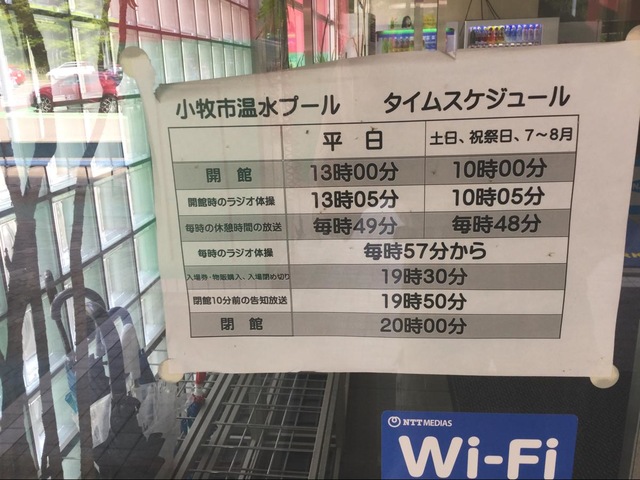 小牧市温水プール タイムスケジュール
平日 土日、祝祭日、7～8月
開館 13時00分 10時00分
開館時のラジオ体操 13時05分 10時05分
毎時の休憩時間の放送 毎時49分 毎時48分
毎時のラジオ体操 毎時57分から
入場券・物販購入、入場閉め切り 19時30分
閉館10分前の告知放送 19時50分
閉館 20時00分
NTT MEDIAS
Wi-Fi